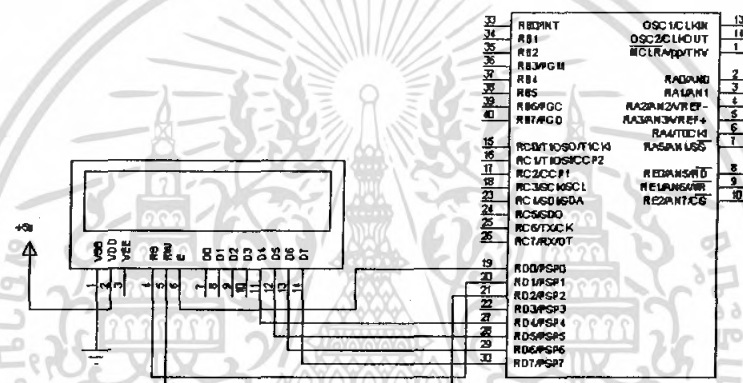 +5v
VSS
VDD
VEE
RS
RW
E
D0
D1
D2
D3
D4
D5
D6
D7
1
2
3
4
5
6
7
8
9
10
11
12
13
14
33 RB0/INT
34 RB1
35 RB2
36 RB3/PGM
37 RB4
38 RB5
39 RB6/PGC
40 RB7/PGD
15 RC0/T1OSO/T1CKI
16 RC1/T1OSI/CCP2
17 RC2/CCP1
18 RC3/SCK/SCL
23 RC4/SDI/SDA
24 RC5/SDO
25 RC6/TX/CK
26 RC7/RX/DT
19 RD0/PSP0
20 RD1/PSP1
21 RD2/PSP2
22 RD3/PSP3
27 RD4/PSP4
28 RD5/PSP5
29 RD6/PSP6
30 RD7/PSP7
OSC1/CLKIN 13
OSC2/CLKOUT 14
MCLR/Vpp/THV 1
RA0/AN0 2
RA1/AN1 3
RA2/AN2/VREF- 4
RA3/AN3/VREF+ 5
RA4/T0CKI 6
RA5/AN4/SS 7
RE0/AN5/RD 8
RE1/AN6/WR 9
RE2/AN7/CS 10